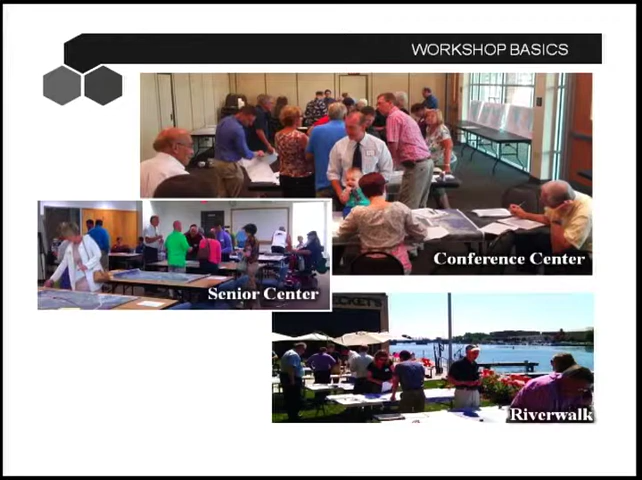 WORKSHOP BASICS
Conference Center
Senior Center
Riverwalk